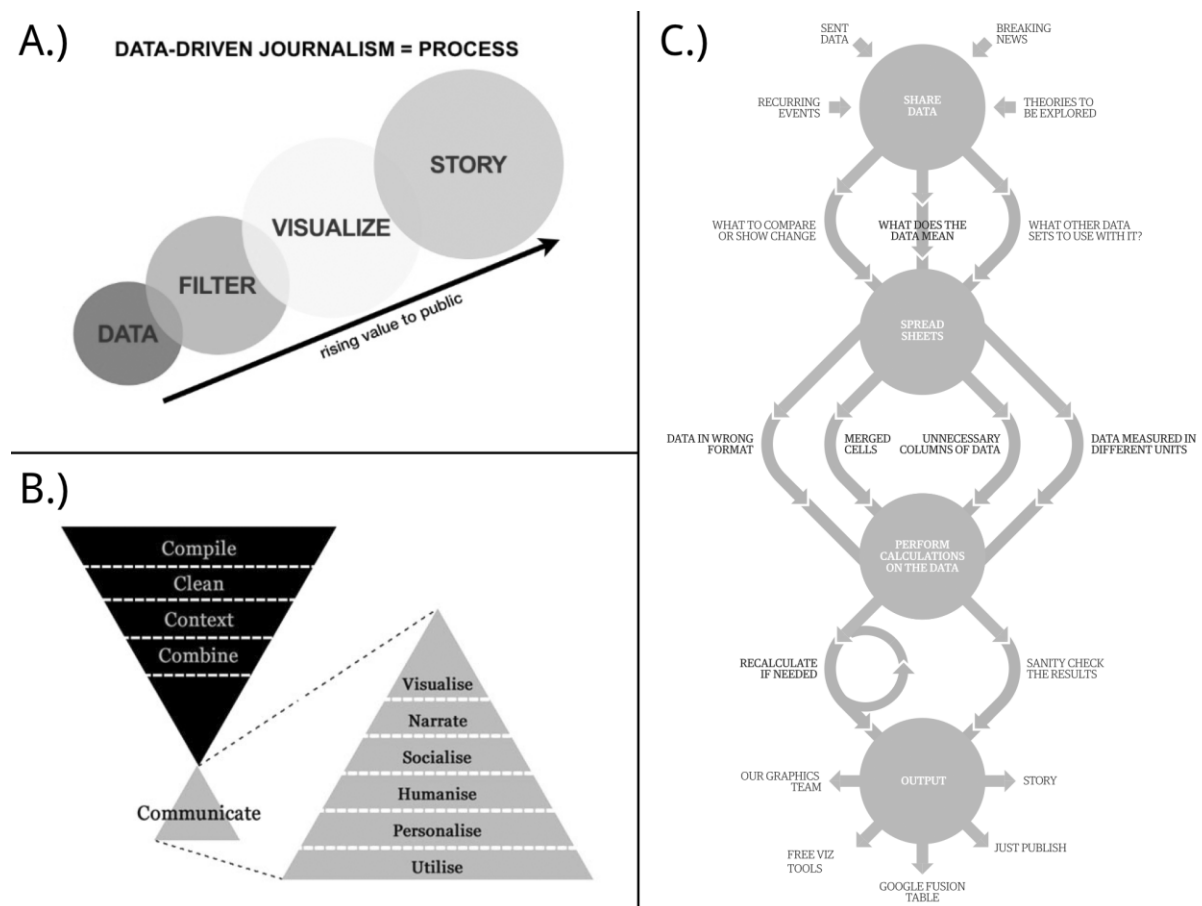 A.)
DATA-DRIVEN JOURNALISM = PROCESS
STORY
VISUALIZE
FILTER
DATA
rising value to public
B.)
Compile
Clean
Context
Combine
Communicate
Visualise
Narrate
Socialise
Humanise
Personalise
Utilise
C.)
SENT
DATA
BREAKING
NEWS
RECURRING
EVENTS
SHARE
DATA
THEORIES TO
BE EXPLORED
WHAT TO COMPARE
OR SHOW CHANGE
WHAT DOES THE
DATA MEAN
WHAT OTHER DATA
SETS TO USE WITH IT?
SPREAD
SHEETS
DATA IN WRONG
FORMAT
MERGED
CELLS
UNNECESSARY
COLUMNS OF DATA
DATA MEASURED IN
DIFFERENT UNITS
PERFORM
CALCULATIONS
ON THE DATA
RECALCULATE
IF NEEDED
SANITY CHECK
THE RESULTS
OUR GRAPHICS
TEAM
OUTPUT
STORY
FREE VIZ
TOOLS
JUST PUBLISH
GOOGLE FUSION
TABLE